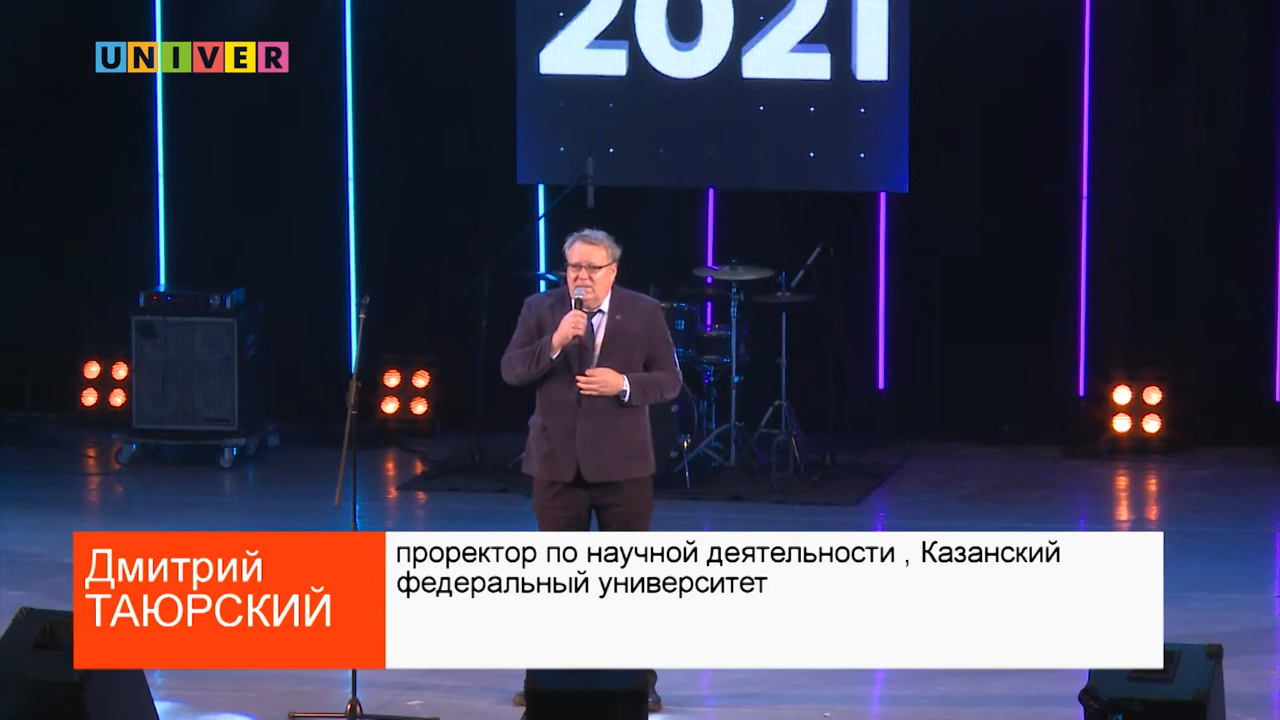 UNIVER
2021
Дмитрий
ТАЮРСКИЙ
проректор по научной деятельности , Казанский
федеральный университет